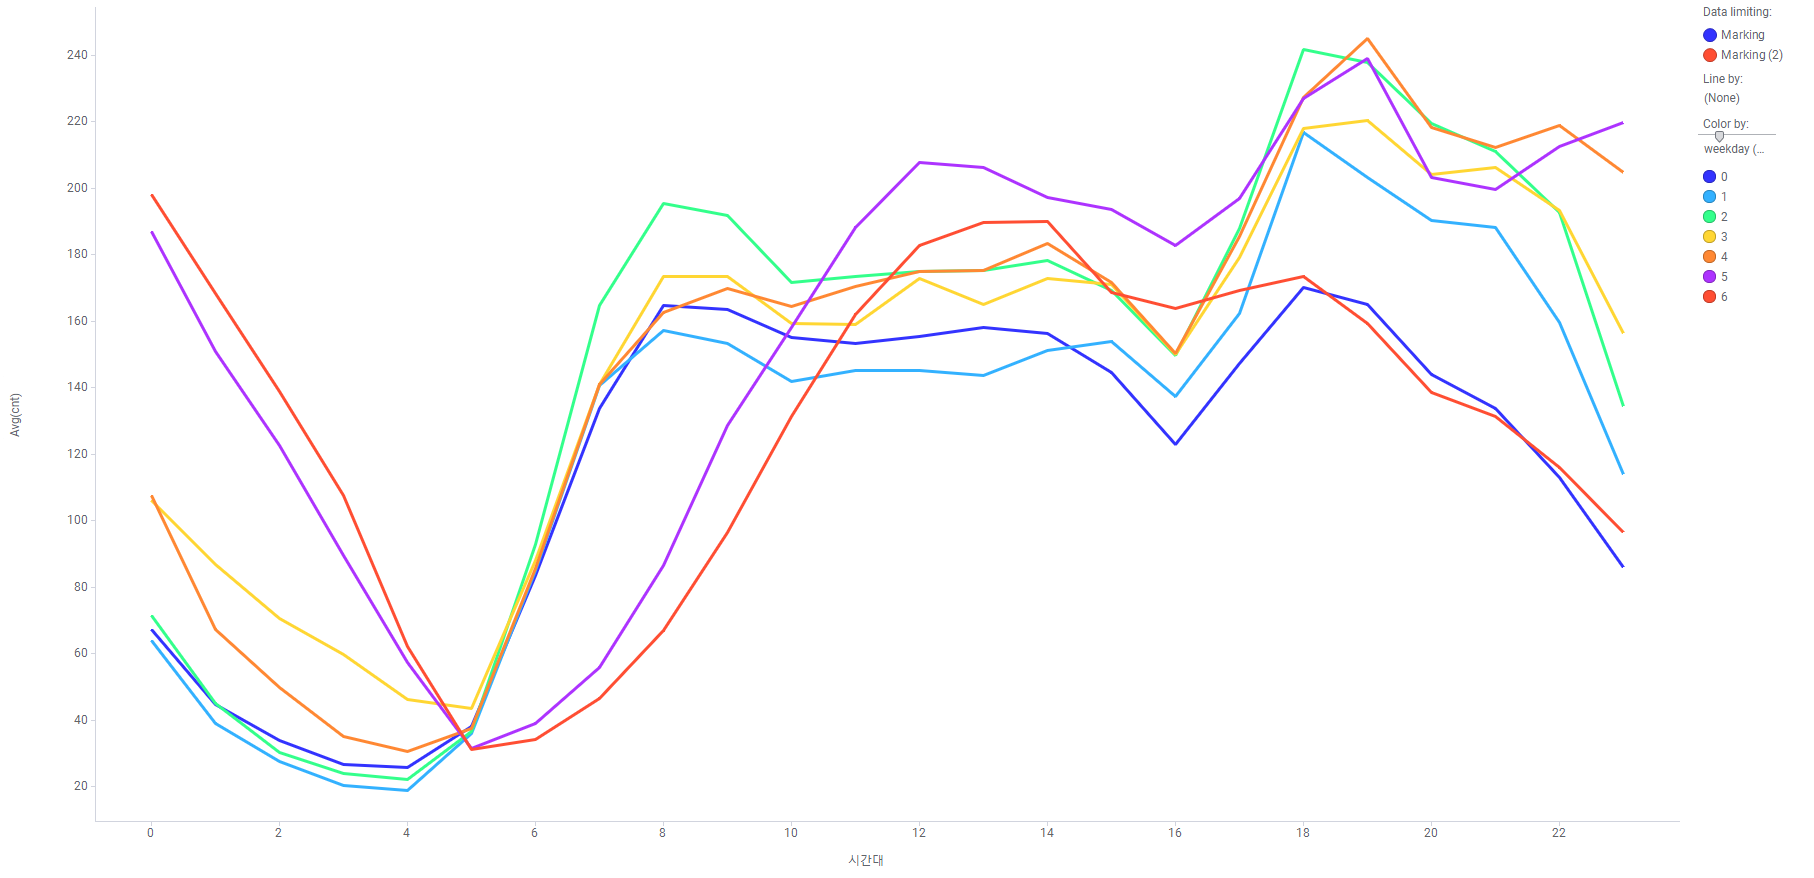 240
220
200
180
160
140
120
100
80
60
40
20
Avg(cnt)
0 2 4 6 8 10 12 14 16 18 20 22
시간대
Data limiting:
Marking
Marking (2)
Line by:
(None)
Color by:
weekday (...
0
1
2
3
4
5
6